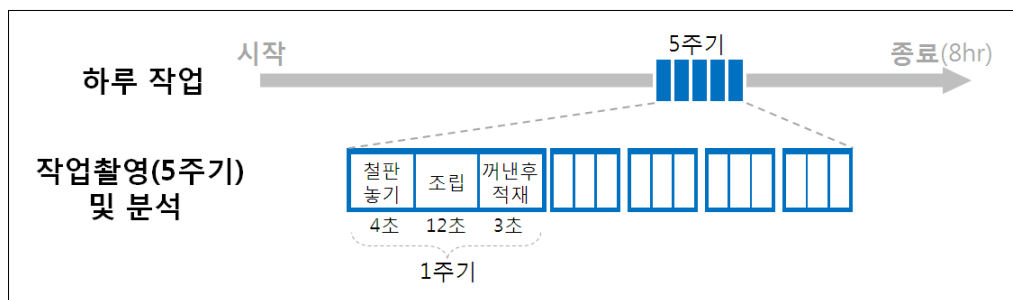 5주기
시작
종료(8hr)
하루 작업
작업촬영(5주기)
및 분석
철판
놓기
조립
꺼낸후
적재
4초
12초
3초
1주기